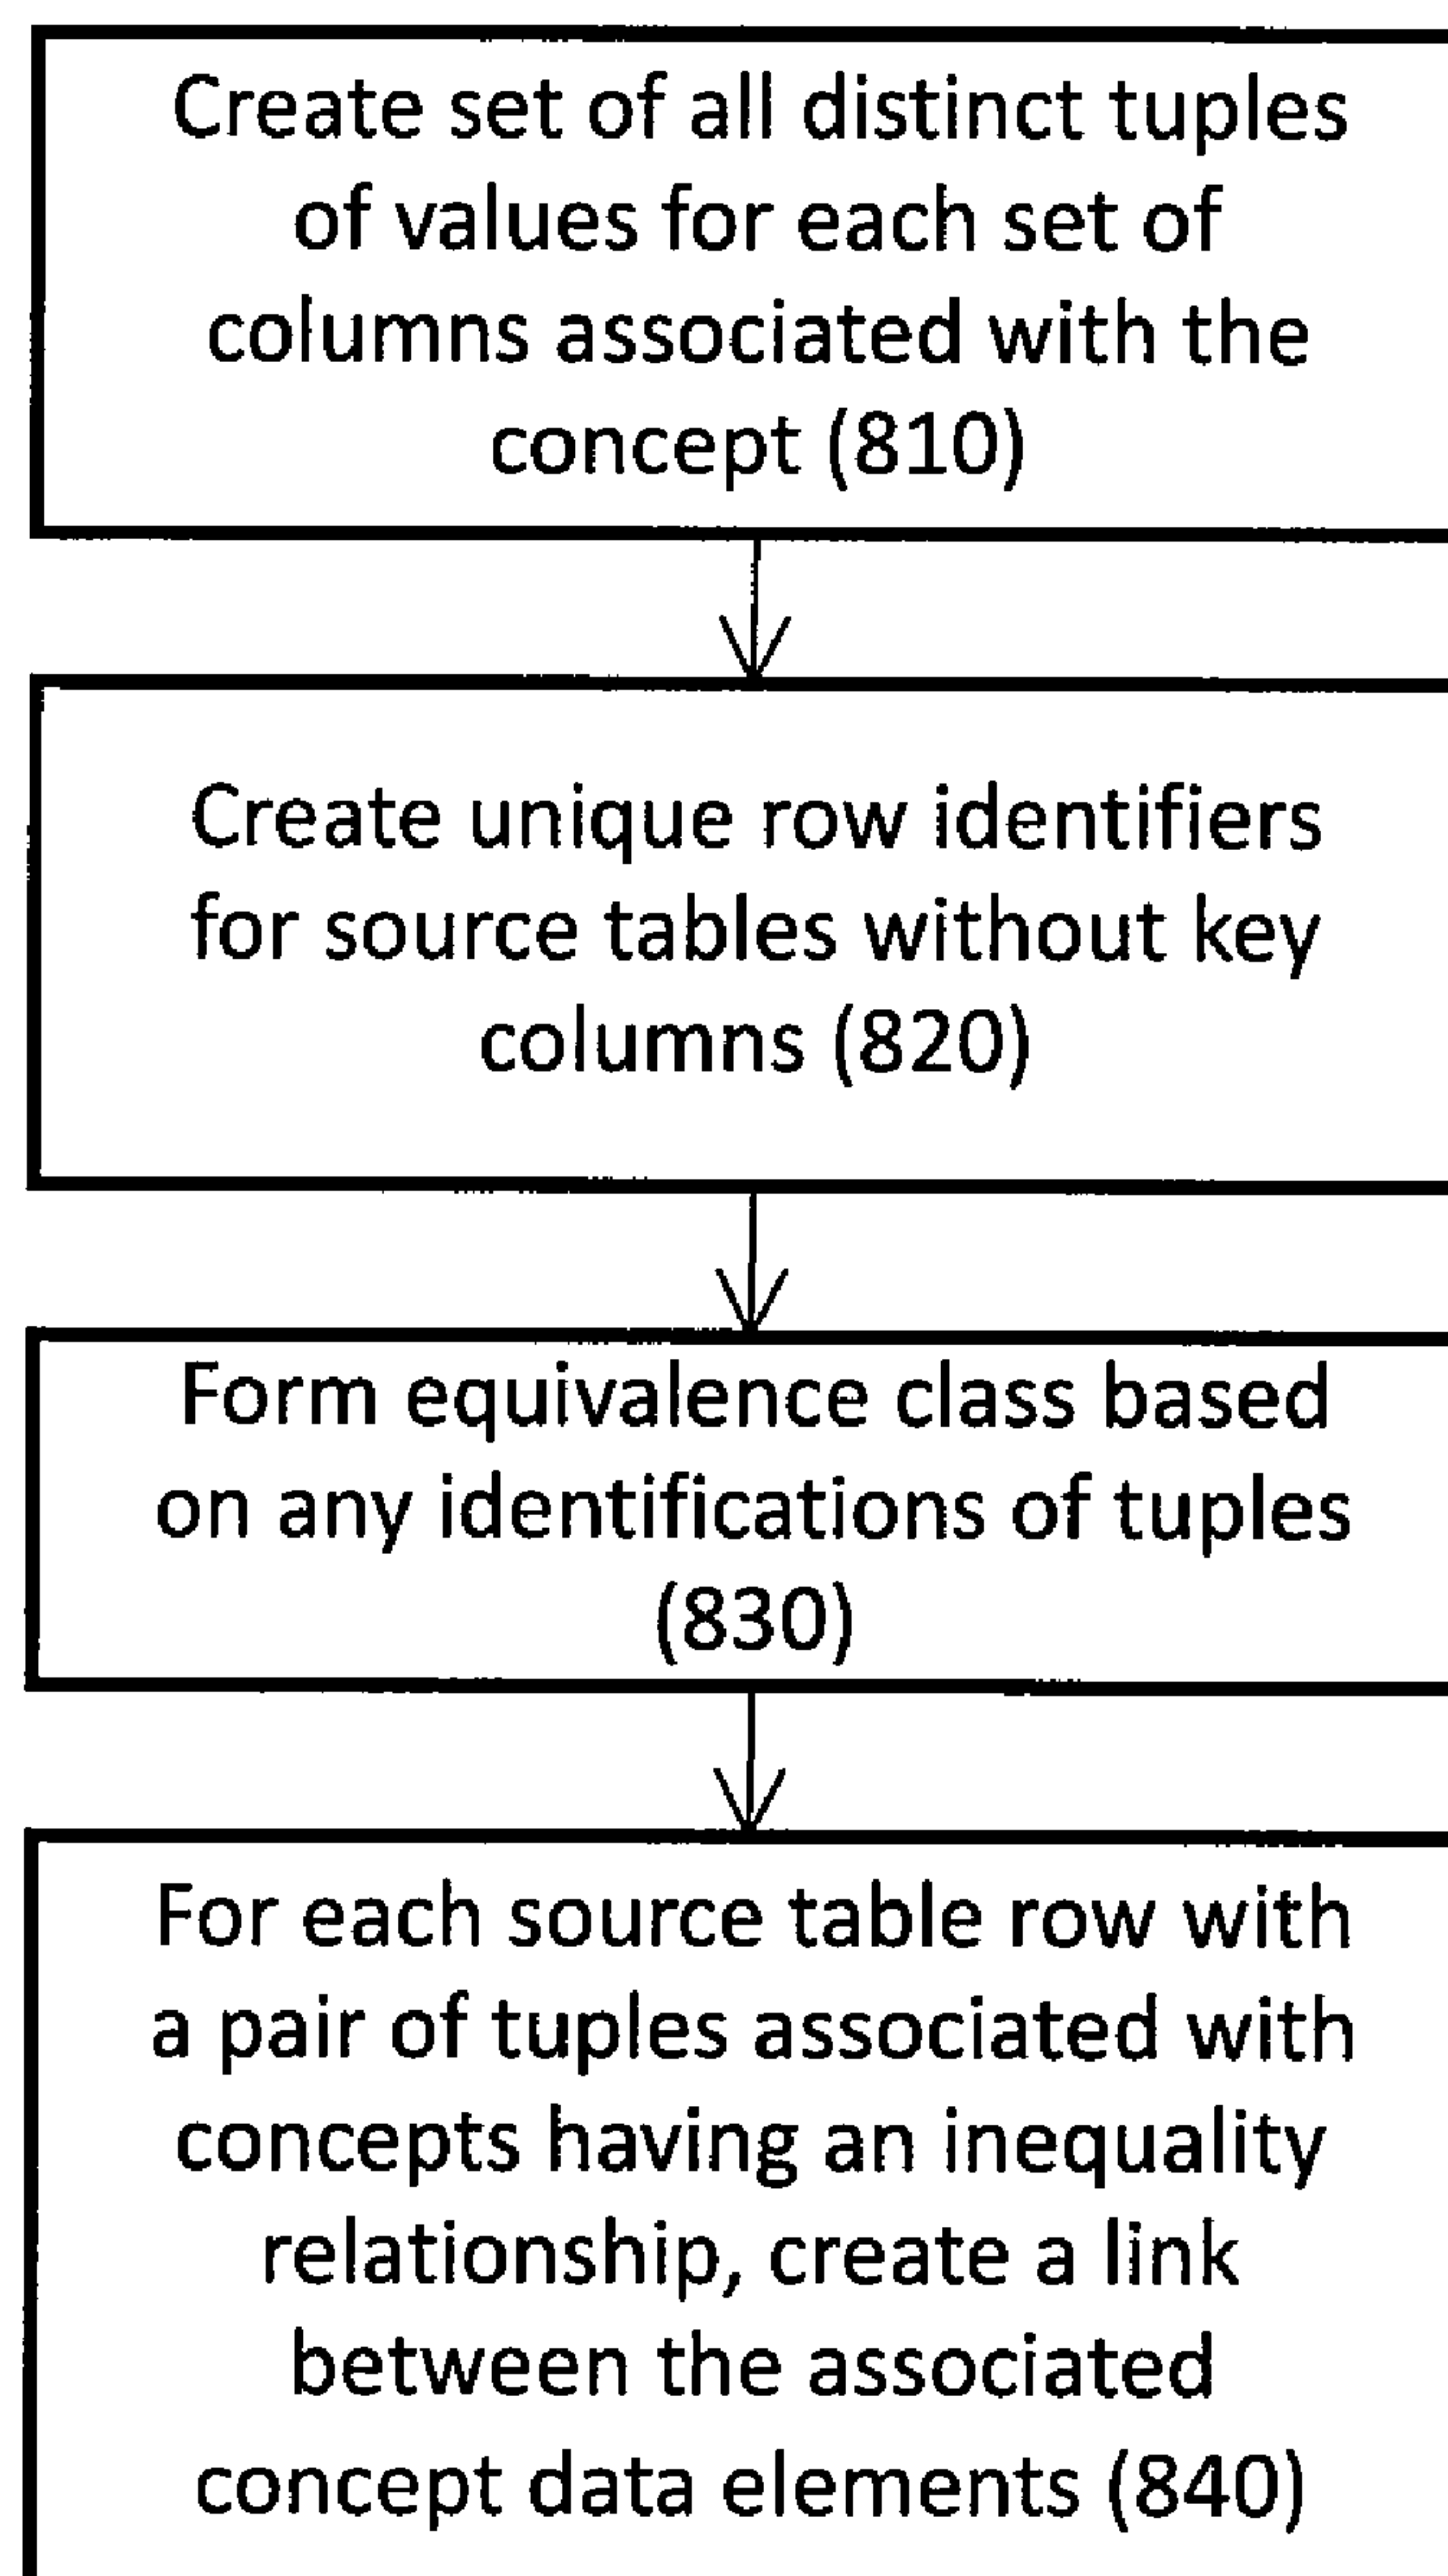 Create set of all distinct tuples
of values for each set of
columns associated with the
concept (810)
Create unique row identifiers
for source tables without key
columns (820)
Form equivalence class based
on any identifications of tuples
(830)
For each source table row with
a pair of tuples associated with
concepts having an inequality
relationship, create a link
between the associated
concept data elements (840)